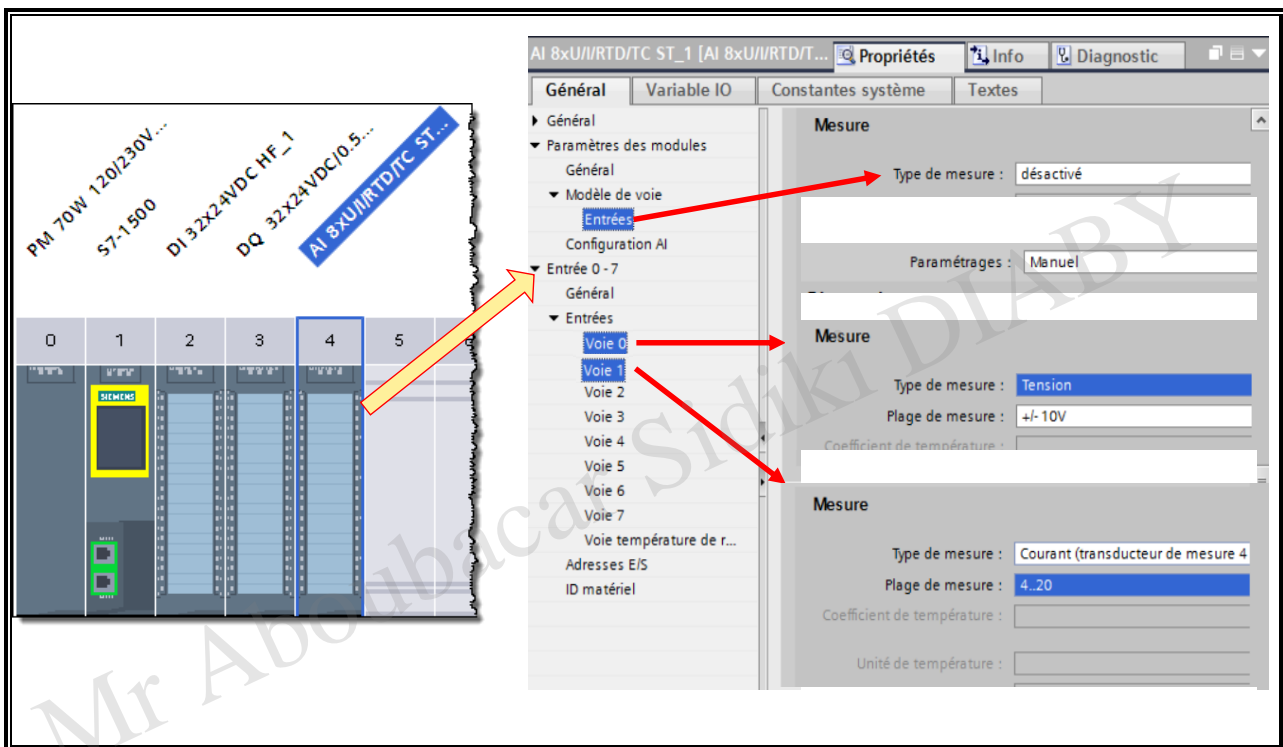 AI 8xU/I/RTD/TC ST_1 [AI 8xU/I/RTD/T...
Propriétés
Info
Diagnostic
Général
Variable IO
Constantes système
Textes
Général
Paramètres des modules
Général
Modèle de voie
Entrées
Configuration AI
Entrée 0 - 7
Général
Entrées
Voie 0
Voie 1
Voie 2
Voie 3
Voie 4
Voie 5
Voie 6
Voie 7
Voie température de r...
Adresses E/S
ID matériel
Mesure
Type de mesure : désactivé
Paramétrages : Manuel
Mesure
Type de mesure : Tension
Plage de mesure : +/- 10V
Coefficient de température :
Mesure
Type de mesure : Courant (transducteur de mesure 4
Plage de mesure : 4..20
Coefficient de température :
Unité de température :
PM 70W 120/230V...
S7-1500
DI 32x24VDC HF_1
DQ 32x24VDC/0.5...
AI 8xU/I/RTD/TC ST...
0 1 2 3 4 5
SIEMENS
Mr Aboubacar Sidiki DIABY